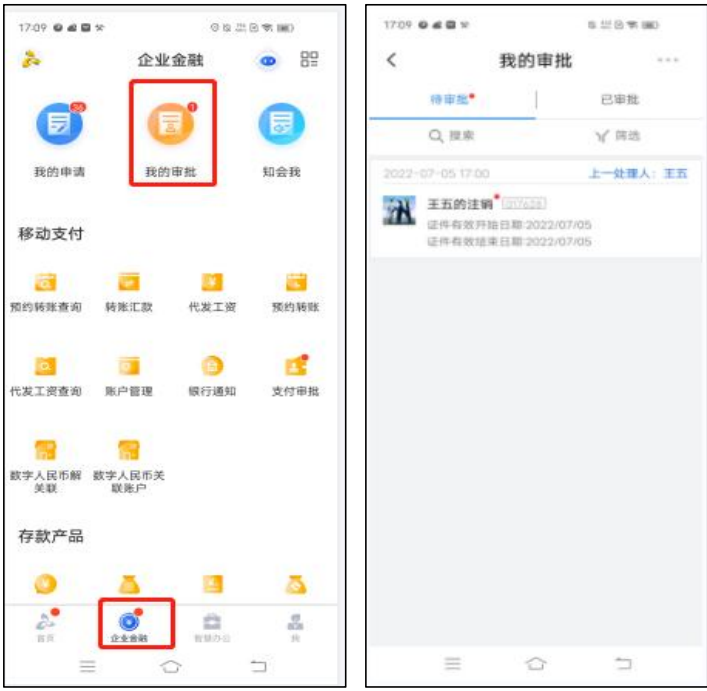 17:09
企业金融
36
1
我的申请
我的审批
知会我
移动支付
预约转账查询
转账汇款
代发工资
预约转账
代发工资查询
账户管理
银行通知
支付审批
数字人民币解
关联
数字人民币关
联账户
存款产品
首页
企业金融
智慧办公
我
17:09
我的审批
待审批
已审批
搜索
筛选
2022-07-05 17:00
上一处理人：王五
王五的注销
017628
证件有效开始日期:2022/07/05
证件有效结束日期:2022/07/05